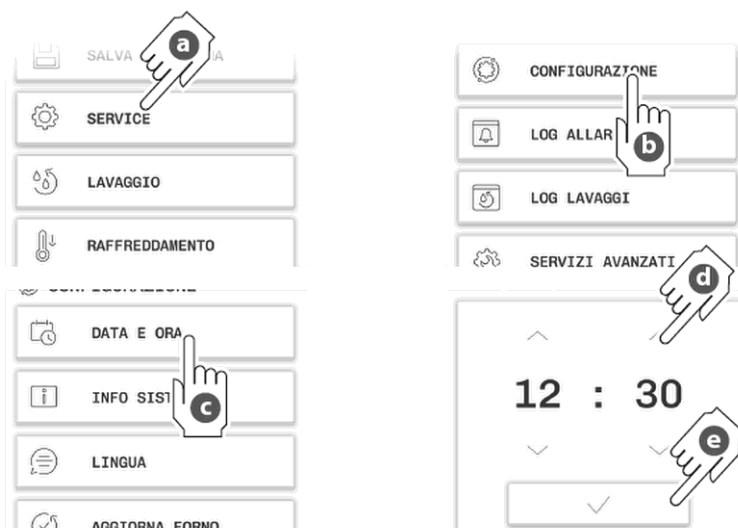 SALVA
a
SERVICE
LAVAGGIO
RAFFREDDAMENTO
CONFIGURAZIONE
LOG ALLAR
b
LOG LAVAGGI
SERVIZI AVANZATI
CONFIGURAZIONE
DATA E ORA
INFO SIST
c
LINGUA
AGGIORNA FORNO
d
12 : 30
e